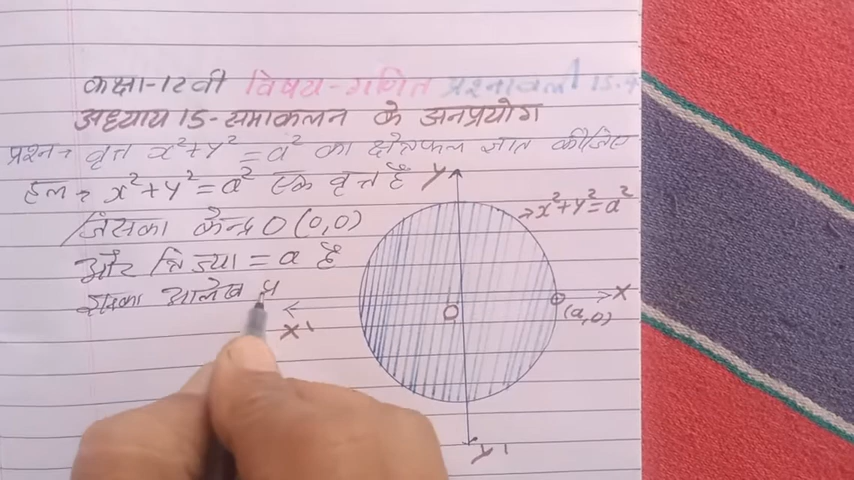 कक्षा-12वी विषय-गणित प्रश्नावली 15.4
अध्याय 15-समाकलन के अनप्रयोग
प्रश्न→ वृत्त x²+y²=a² का क्षेत्रफल ज्ञात कीजिए
हल→ x²+y²=a² एक वृत्त है
जिसका केन्द्र O (0,0)
और त्रिज्या = a है
इसका आलेख
Y
x²+y²=a²
X
O
(a,0)
X'
Y'